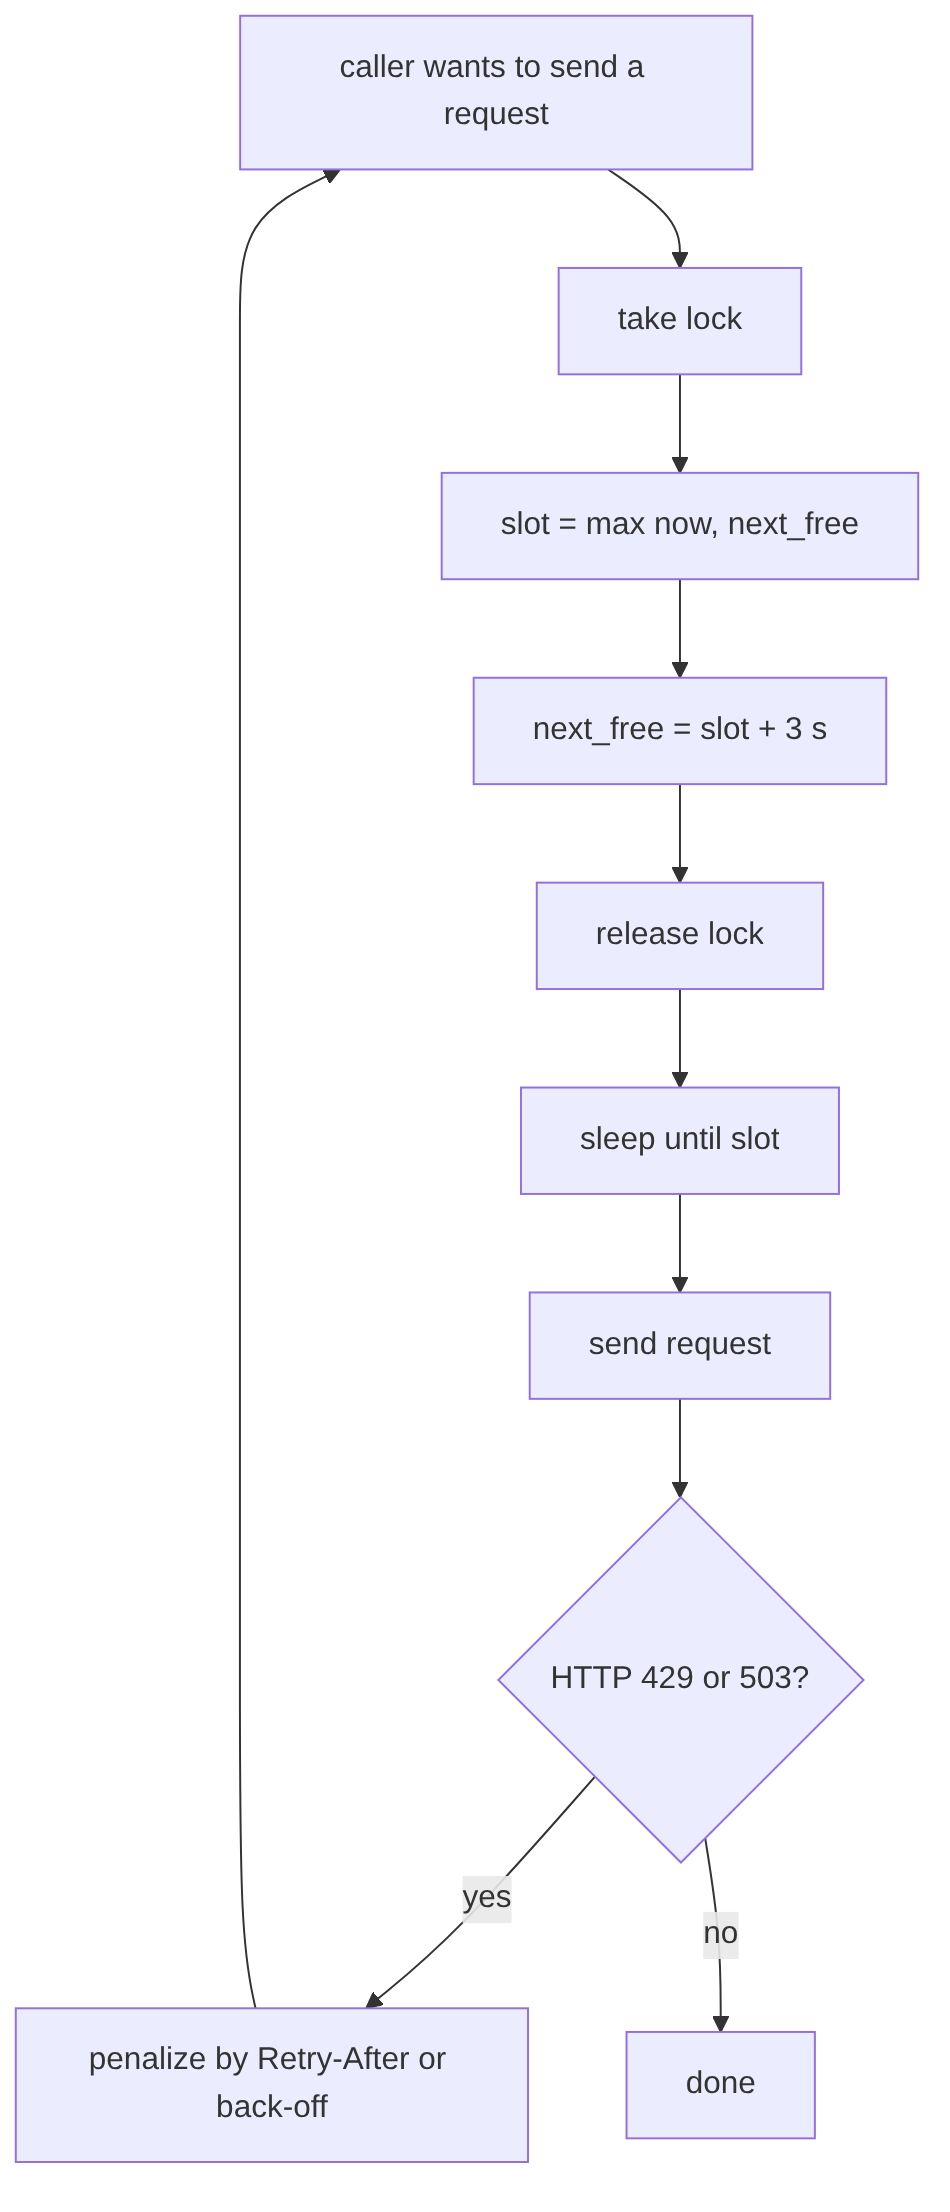 caller wants to send a
request
take lock
slot = max now, next_free
next_free = slot + 3 s
release lock
sleep until slot
send request
HTTP 429 or 503?
yes
no
penalize by Retry-After or
back-off
done